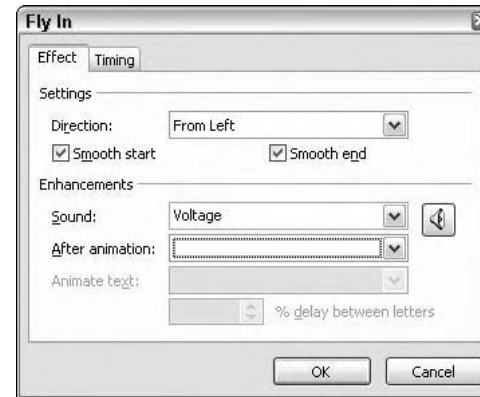 Fly In
Effect Timing
Settings
Direction: From Left
Smooth start Smooth end
Enhancements
Sound: Voltage
After animation:
Animate text:
% delay between letters
OK Cancel